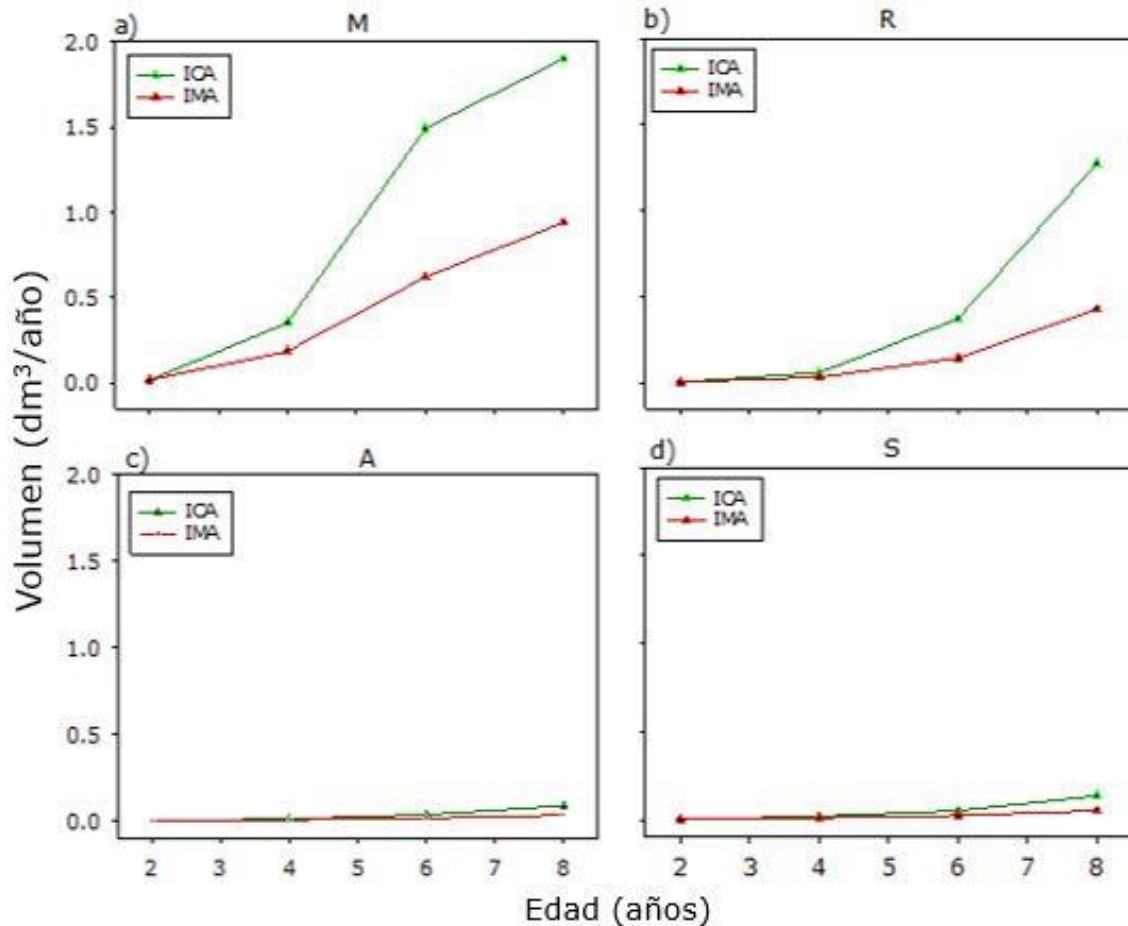 a) M
b) R
2.0
1.5
1.0
0.5
0.0
ICA
IMA
ICA
IMA
Volumen (dm³/año)
c) A
d) S
2.0
1.5
1.0
0.5
0.0
ICA
IMA
ICA
IMA
2 3 4 5 6 7 8
2 3 4 5 6 7 8
Edad (años)